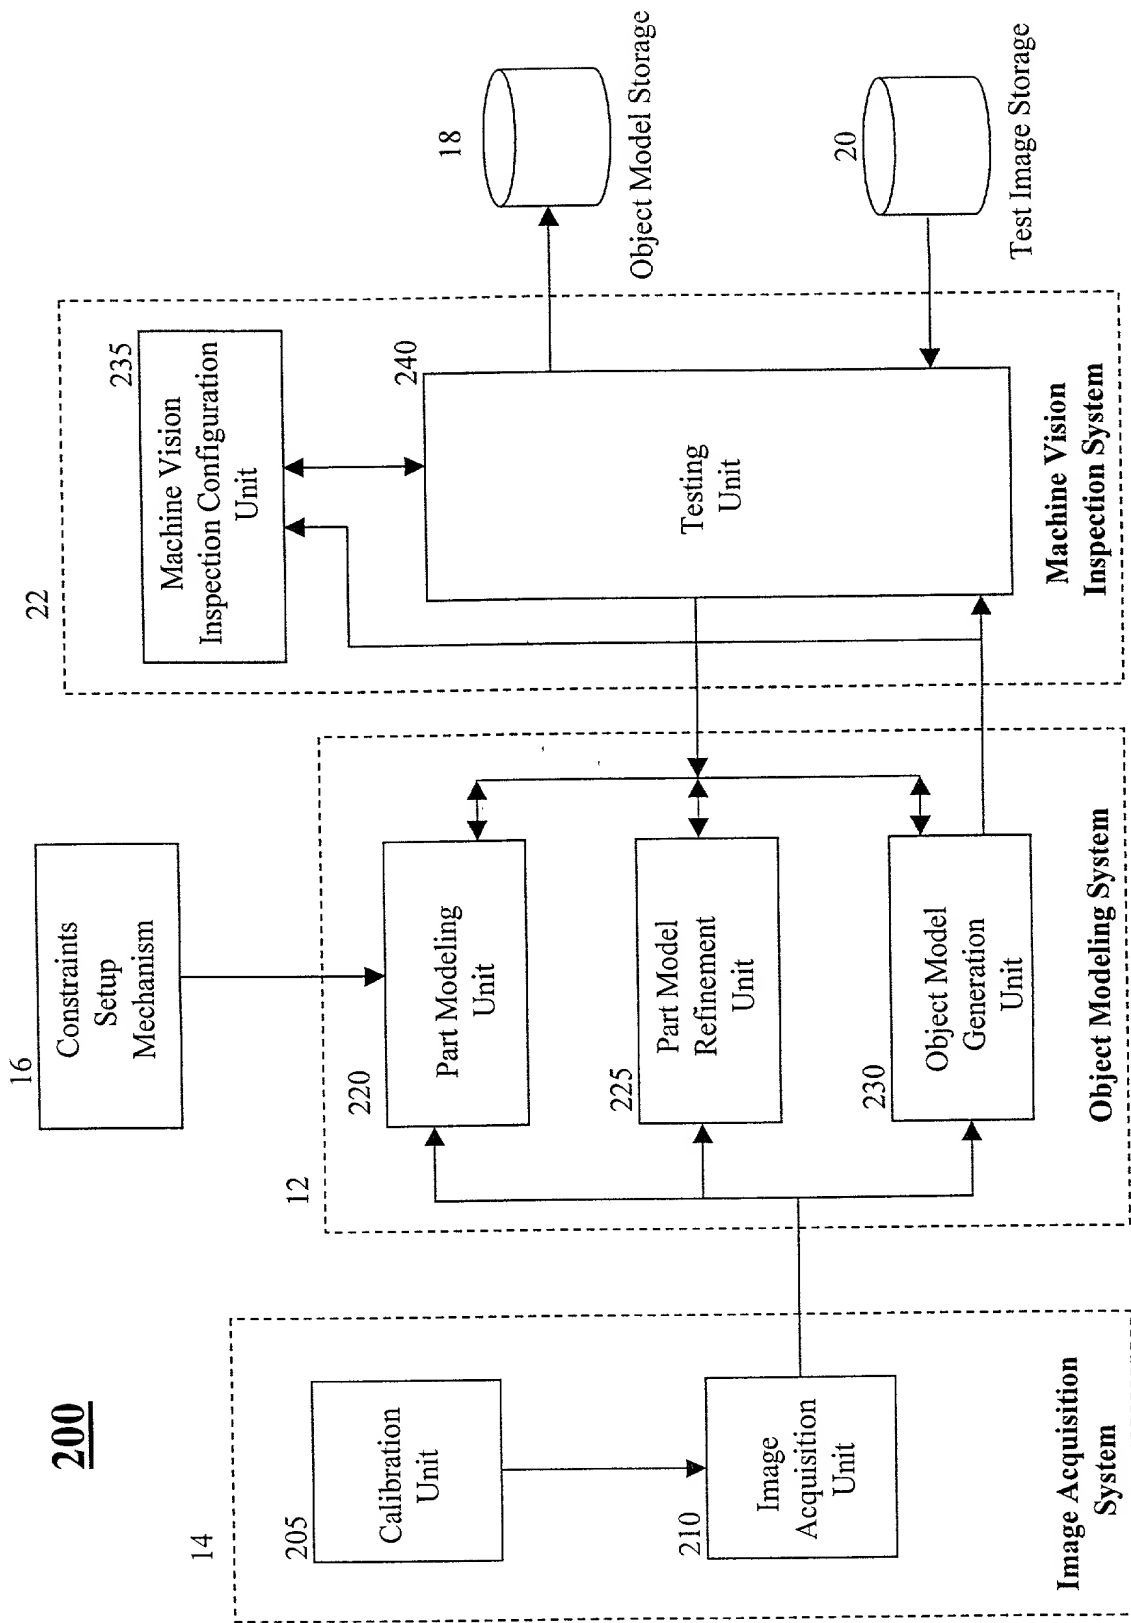 200
14
205
Calibration
Unit
210
Image
Acquisition
Unit
Image Acquisition
System
16
Constraints
Setup
Mechanism
12
220
Part Modeling
Unit
225
Part Model
Refinement
Unit
230
Object Model
Generation
Unit
Object Modeling System
22
235
Machine Vision
Inspection Configuration
Unit
240
Testing
Unit
Machine Vision
Inspection System
18
Object Model Storage
20
Test Image Storage